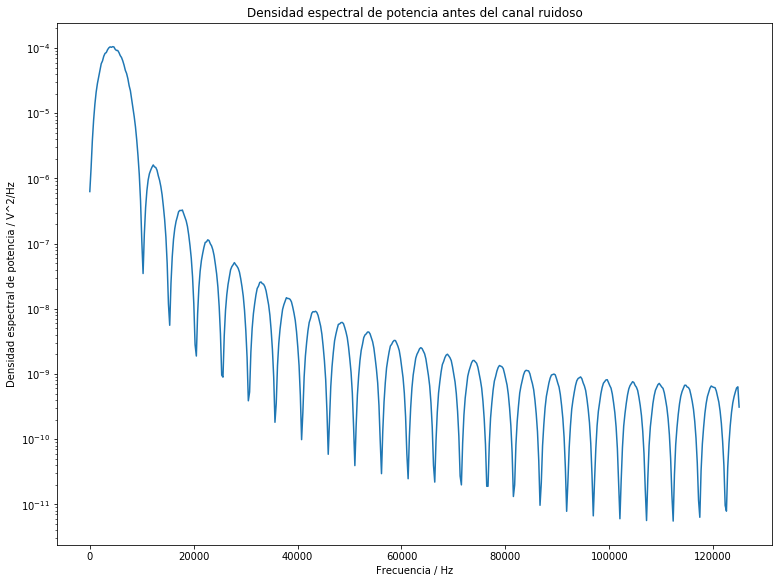 Densidad espectral de potencia antes del canal ruidoso
Densidad espectral de potencia / V^2/Hz
10⁻⁴
10⁻⁵
10⁻⁶
10⁻⁷
10⁻⁸
10⁻⁹
10⁻¹⁰
10⁻¹¹
0 20000 40000 60000 80000 100000 120000
Frecuencia / Hz